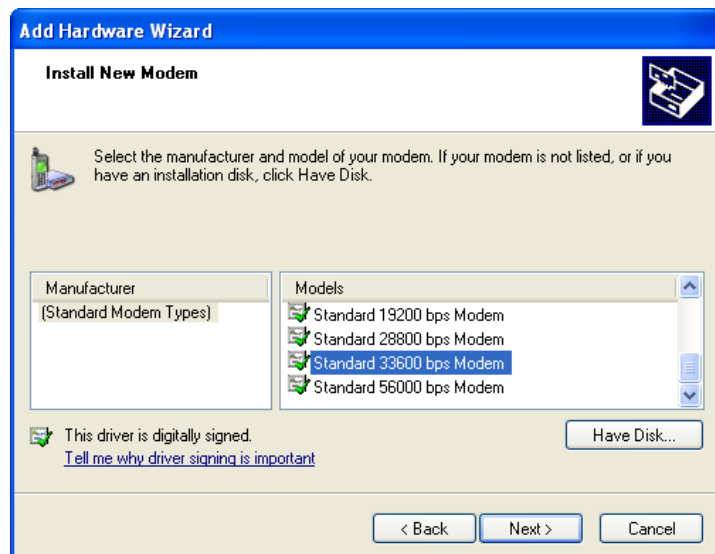 Add Hardware Wizard
Install New Modem
Select the manufacturer and model of your modem. If your modem is not listed, or if you
have an installation disk, click Have Disk.
Manufacturer
(Standard Modem Types)
Models
Standard 19200 bps Modem
Standard 28800 bps Modem
Standard 33600 bps Modem
Standard 56000 bps Modem
This driver is digitally signed.
Tell me why driver signing is important
Have Disk...
< Back
Next >
Cancel